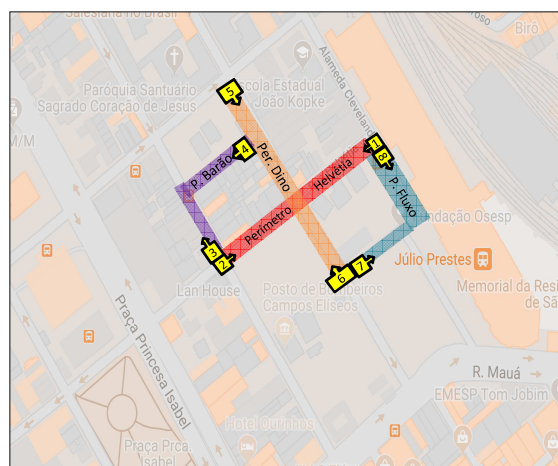 Salesiano no Brasil
Biró
Paróquia Santuário
Sagrado Coração de Jesus
Escola Estadual
João Kopke
Alameda Cleveland
M/M
5
4
1
8
P. Barão
Per. Dino
Helvétia
P. Fluxo
Perímetro
3
2
7
6
Fundação Osesp
Júlio Prestes
Memorial da Resi
de Sã
Lan House
Posto de Bombeiros
Campos Elíseos
Praça Princesa Isabel
R. Mauá
EMESP Tom Jobim
Praça Prca.
Isabel